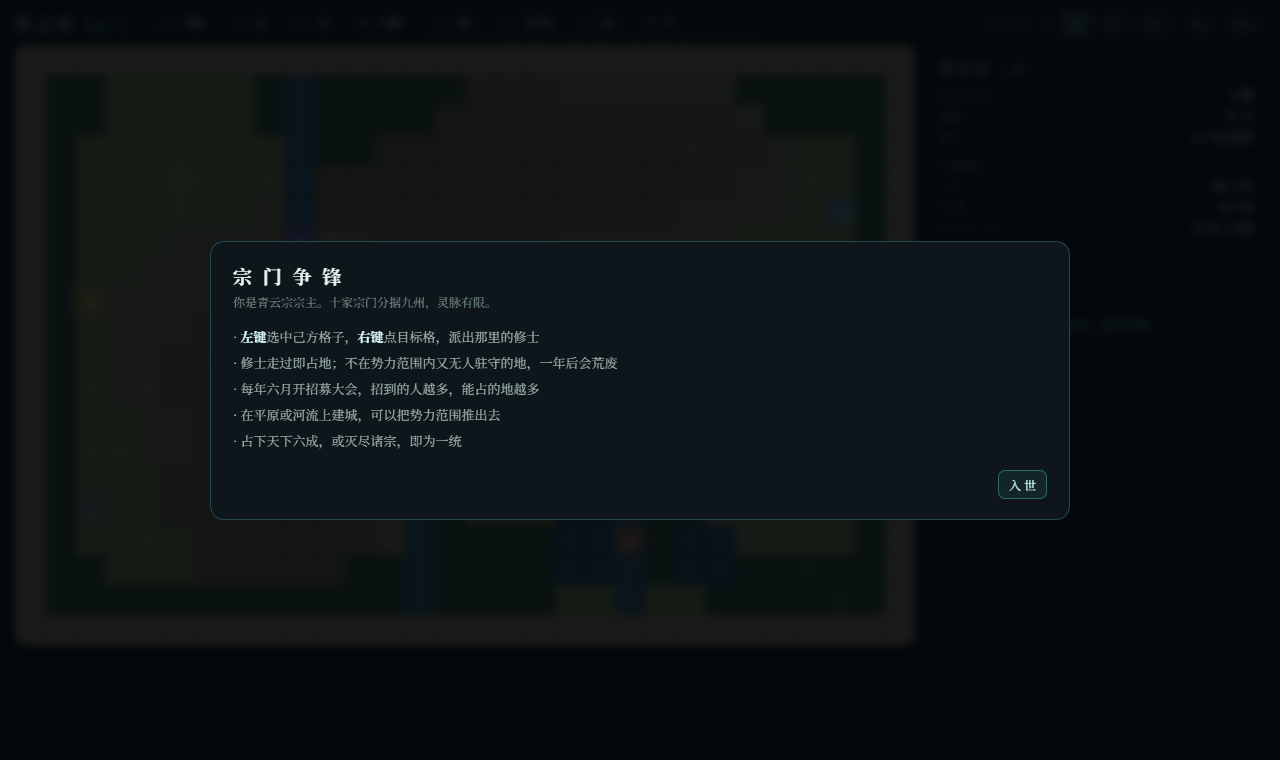 宗门争锋
你是青云宗宗主。十家宗门分据九州，灵脉有限。
· 左键选中己方格子，右键点目标格，派出那里的修士
· 修士走过即占地；不在势力范围内又无人驻守的地，一年后会荒废
· 每年六月开招募大会，招到的人越多，能占的地越多
· 在平原或河流上建城，可以把势力范围推出去
· 占下天下六成，或灭尽诸宗，即为一统
入世